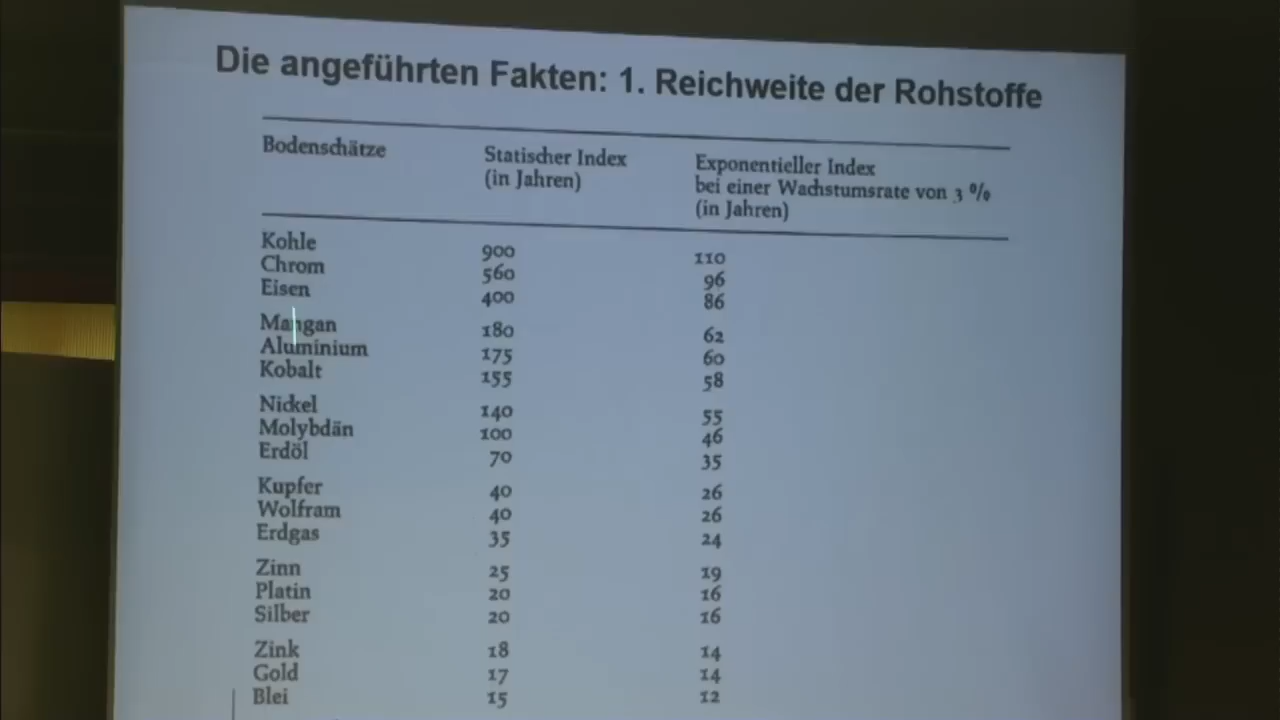 Die angeführten Fakten: 1. Reichweite der Rohstoffe
Bodenschätze Statischer Index (in Jahren) Exponentieller Index bei einer Wachstumsrate von 3 % (in Jahren)
Kohle 900 110
Chrom 560 96
Eisen 400 86
Mangan 180 62
Aluminium 175 60
Kobalt 155 58
Nickel 140 55
Molybdän 100 46
Erdöl 70 35
Kupfer 40 26
Wolfram 40 26
Erdgas 35 24
Zinn 25 19
Platin 20 16
Silber 20 16
Zink 18 14
Gold 17 14
Blei 15 12